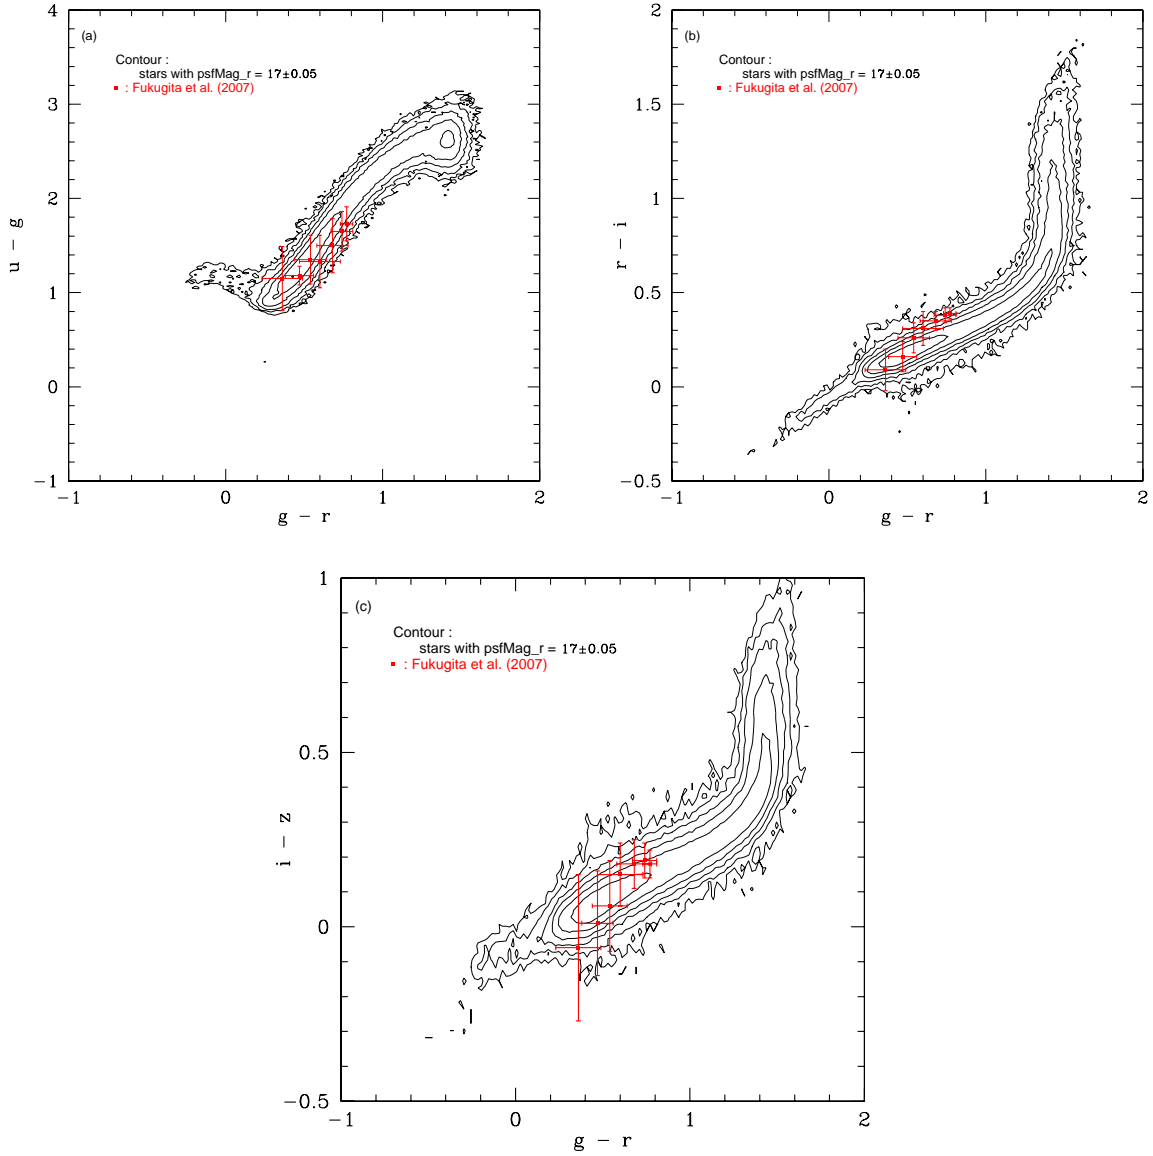 (a)
Contour :
stars with psfMag_r = 17±0.05
: Fukugita et al. (2007)
4
3
2
1
0
−1
u − g
−1
0
1
2
g − r
(b)
Contour :
stars with psfMag_r = 17±0.05
: Fukugita et al. (2007)
2
1.5
1
0.5
0
−0.5
r − i
−1
0
1
2
g − r
(c)
Contour :
stars with psfMag_r = 17±0.05
: Fukugita et al. (2007)
1
0.5
0
−0.5
i − z
−1
0
1
2
g − r